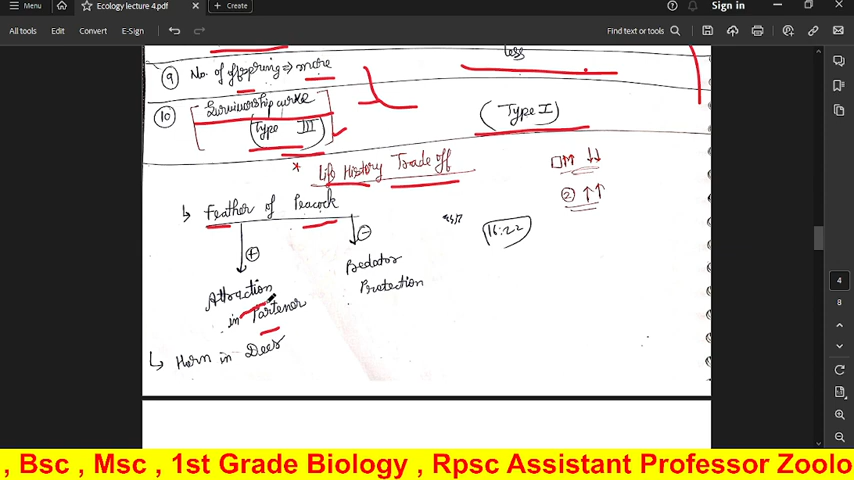 Menu
Ecology lecture 4.pdf
Create
Sign in
All tools Edit Convert E-Sign
Find text or tools
less
9 No. of offspring => more
10 Survivorship curve
(Type III)
(Type I)
* Life History Trade off
↑↑ ↓↓
② ↑↑
Feather of Peacock
16:22
+
-
Attraction
in Partener
Predator
Protection
Horn in Deer
4
8
, Bsc , Msc , 1st Grade Biology , Rpsc Assistant Professor Zoolo